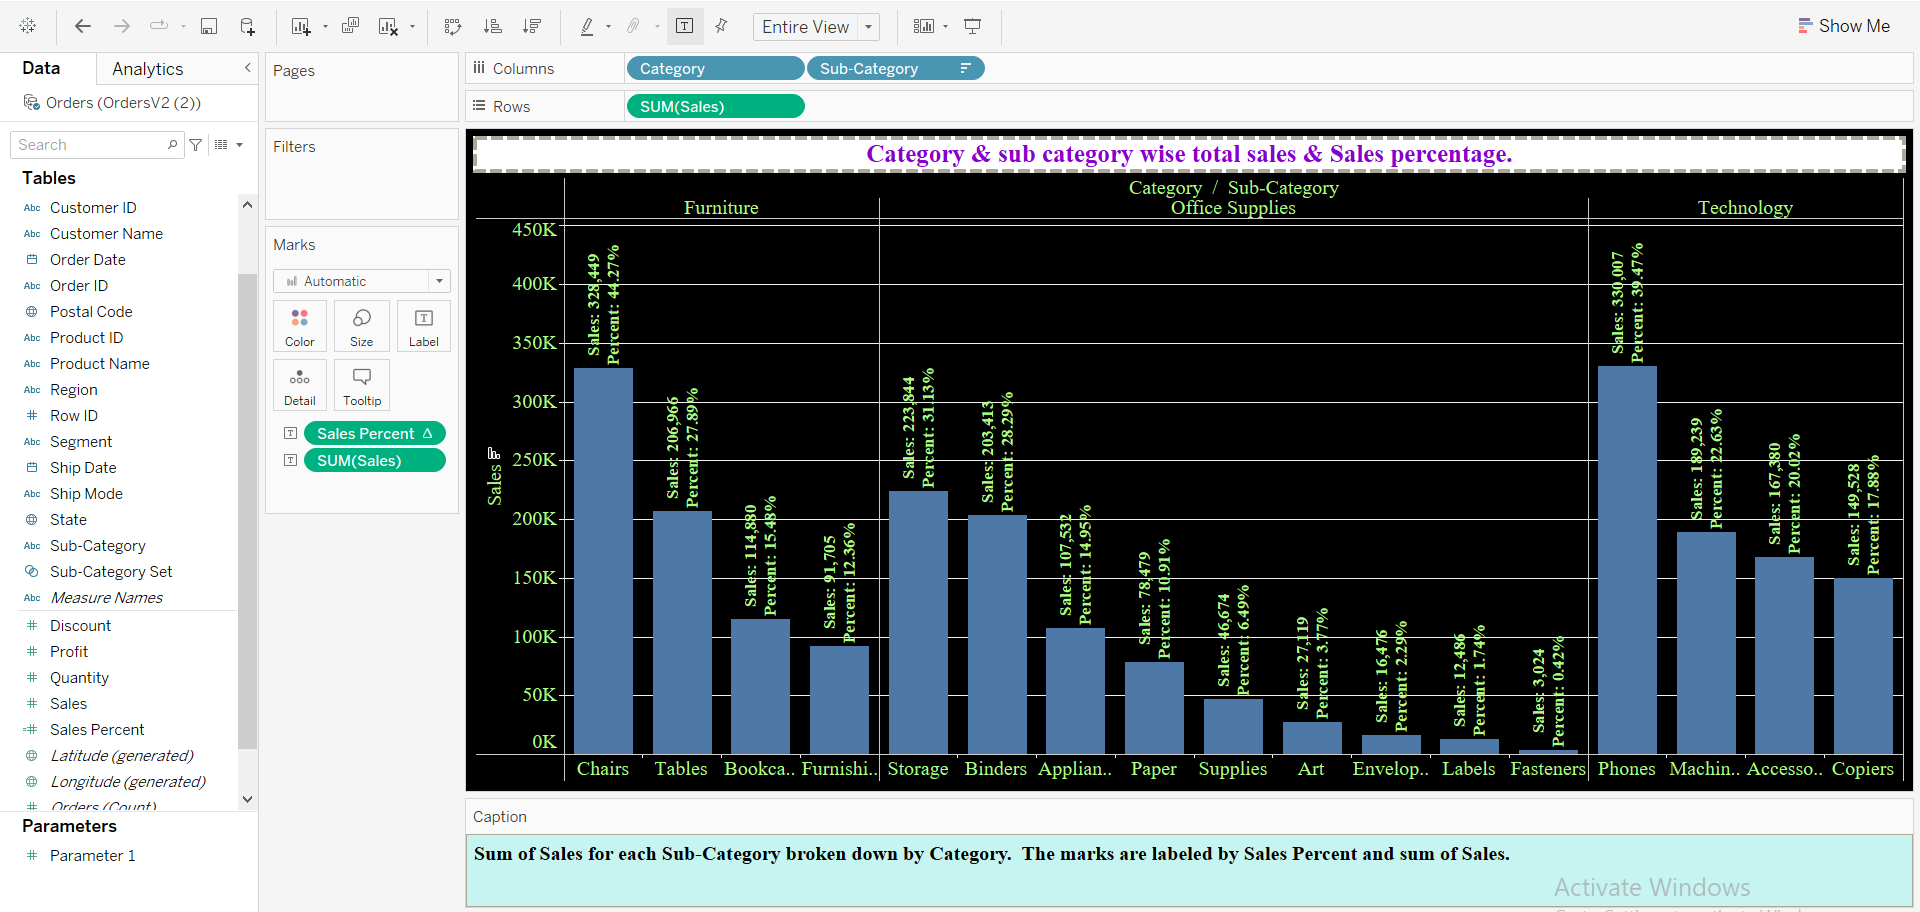 Entire View
Show Me
Data
Analytics
Orders (OrdersV2 (2))
Search
Tables
Abc Customer ID
Abc Customer Name
Order Date
Abc Order ID
Postal Code
Abc Product ID
Abc Product Name
Abc Region
# Row ID
Abc Segment
Ship Date
Abc Ship Mode
State
Abc Sub-Category
Sub-Category Set
Abc Measure Names
# Discount
# Profit
# Quantity
# Sales
=# Sales Percent
Latitude (generated)
Longitude (generated)
# Orders (Count)
Parameters
# Parameter 1
Pages
Filters
Marks
Automatic
Color
Size
T Label
Detail
Tooltip
T Sales Percent Δ
T SUM(Sales)
Columns
Category
Sub-Category
Rows
SUM(Sales)
Category & sub category wise total sales & Sales percentage.
Category / Sub-Category
Furniture
Office Supplies
Technology
Sales
450K
400K
350K
300K
250K
200K
150K
100K
50K
0K
Sales: 328,449
Percent: 44.27%
Sales: 206,966
Percent: 27.89%
Sales: 114,880
Percent: 15.48%
Sales: 91,705
Percent: 12.36%
Sales: 223,844
Percent: 31.13%
Sales: 203,413
Percent: 28.29%
Sales: 107,532
Percent: 14.95%
Sales: 78,479
Percent: 10.91%
Sales: 46,674
Percent: 6.49%
Sales: 27,119
Percent: 3.77%
Sales: 16,476
Percent: 2.29%
Sales: 12,486
Percent: 1.74%
Sales: 3,024
Percent: 0.42%
Sales: 330,007
Percent: 39.47%
Sales: 189,239
Percent: 22.63%
Sales: 167,380
Percent: 20.02%
Sales: 149,528
Percent: 17.88%
Chairs
Tables
Bookca..
Furnishi..
Storage
Binders
Applian..
Paper
Supplies
Art
Envelop..
Labels
Fasteners
Phones
Machin..
Accesso..
Copiers
Caption
Sum of Sales for each Sub-Category broken down by Category. The marks are labeled by Sales Percent and sum of Sales.
Activate Windows